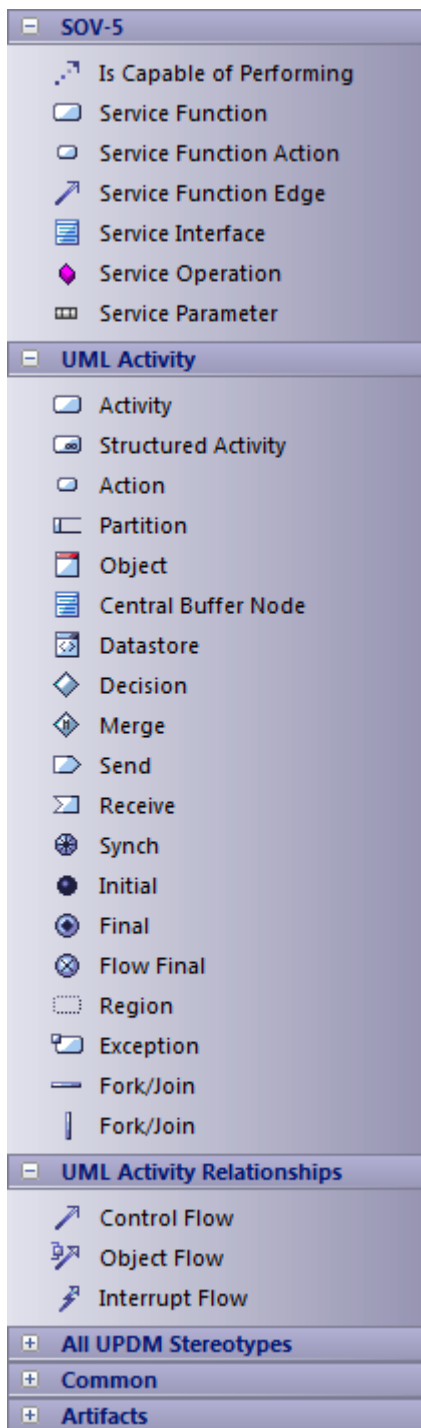 SOV-5
Is Capable of Performing
Service Function
Service Function Action
Service Function Edge
Service Interface
Service Operation
Service Parameter
UML Activity
Activity
Structured Activity
Action
Partition
Object
Central Buffer Node
Datastore
Decision
Merge
Send
Receive
Synch
Initial
Final
Flow Final
Region
Exception
Fork/Join
Fork/Join
UML Activity Relationships
Control Flow
Object Flow
Interrupt Flow
All UPDM Stereotypes
Common
Artifacts